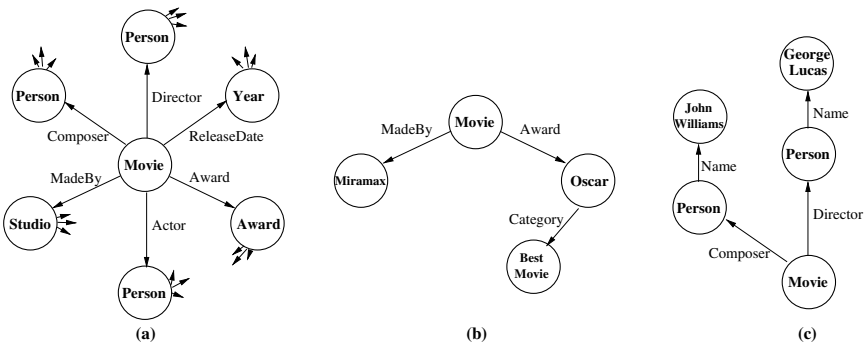 Person
Person
Director
Year
Composer
ReleaseDate
Movie
MadeBy
Award
Studio
Actor
Award
Person
(a)
Movie
MadeBy
Award
Miramax
Oscar
Category
Best
Movie
(b)
George
Lucas
John
Williams
Name
Person
Name
Person
Director
Composer
Movie
(c)